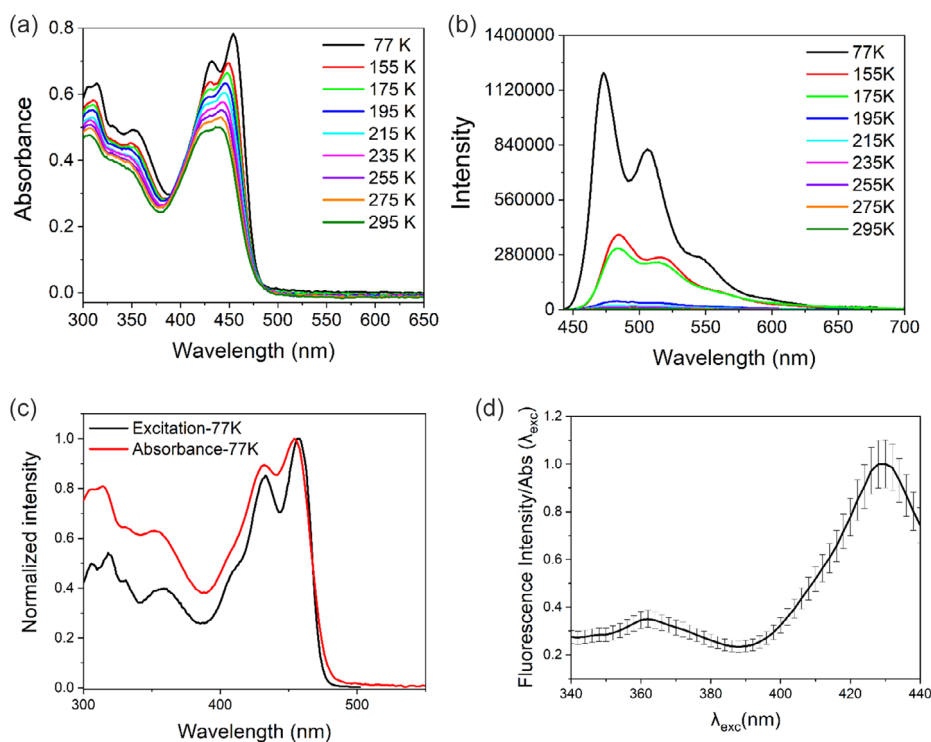 (a)
Absorbance
0.8
0.6
0.4
0.2
0.0
300 350 400 450 500 550 600 650
Wavelength (nm)
77 K
155 K
175 K
195 K
215 K
235 K
255 K
275 K
295 K
(b)
Intensity
1400000
1120000
840000
560000
280000
0
450 500 550 600 650 700
Wavelength (nm)
77K
155K
175K
195K
215K
235K
255K
275K
295K
(c)
Normalized intensity
1.0
0.8
0.6
0.4
0.2
0.0
300 400 500
Wavelength (nm)
Excitation-77K
Absorbance-77K
(d)
Fluorescence Intensity/Abs (λexc)
1.2
1.0
0.8
0.6
0.4
0.2
340 360 380 400 420 440
λexc(nm)